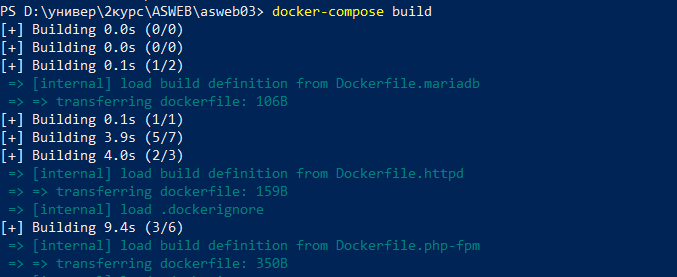 PS D:\универ\2курс\ASWEB\asweb03> docker-compose build
[+] Building 0.0s (0/0)
[+] Building 0.0s (0/0)
[+] Building 0.1s (1/2)
=> [internal] load build definition from Dockerfile.mariadb
=> => transferring dockerfile: 106B
[+] Building 0.1s (1/1)
[+] Building 3.9s (5/7)
[+] Building 4.0s (2/3)
=> [internal] load build definition from Dockerfile.httpd
=> => transferring dockerfile: 159B
=> [internal] load .dockerignore
[+] Building 9.4s (3/6)
=> [internal] load build definition from Dockerfile.php-fpm
=> => transferring dockerfile: 350B